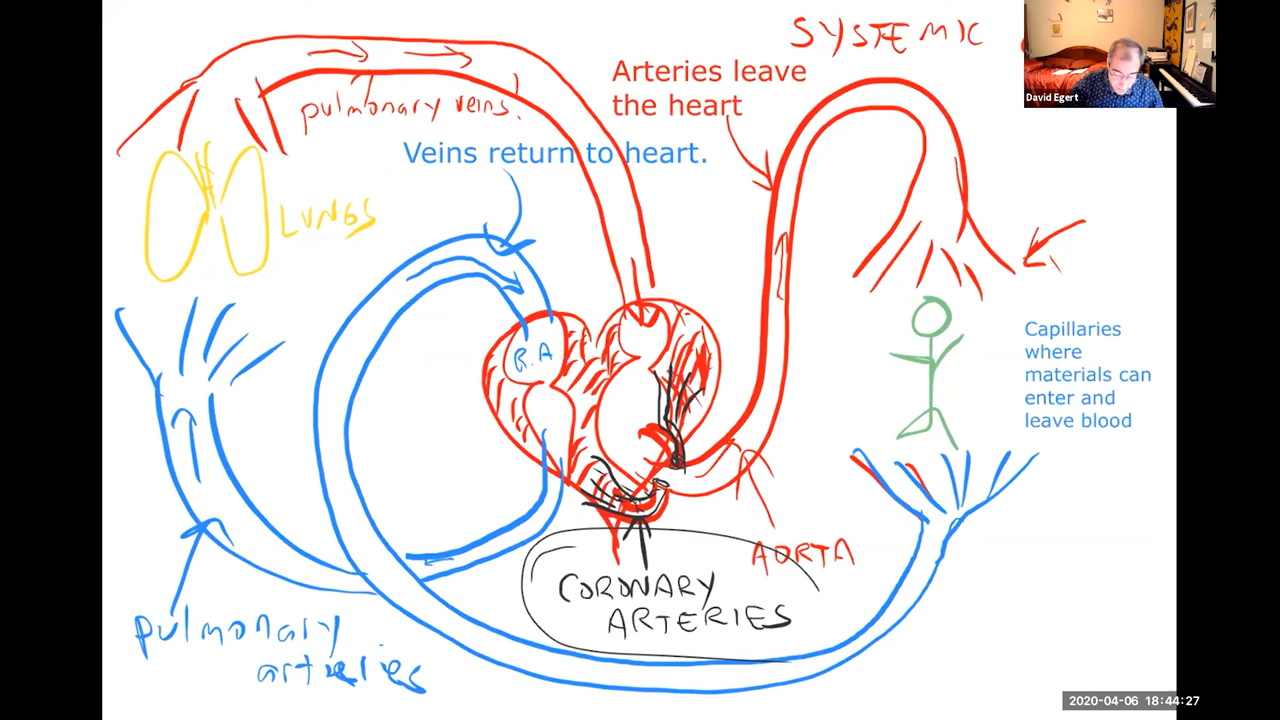 SYSTEMIC
Arteries leave
the heart
David Egert
pulmonary veins!
Veins return to heart.
LUNGS
R.A
Capillaries
where
materials can
enter and
leave blood
AORTA
CORONARY
ARTERIES
pulmonary
arteries
2020-04-06 18:44:27